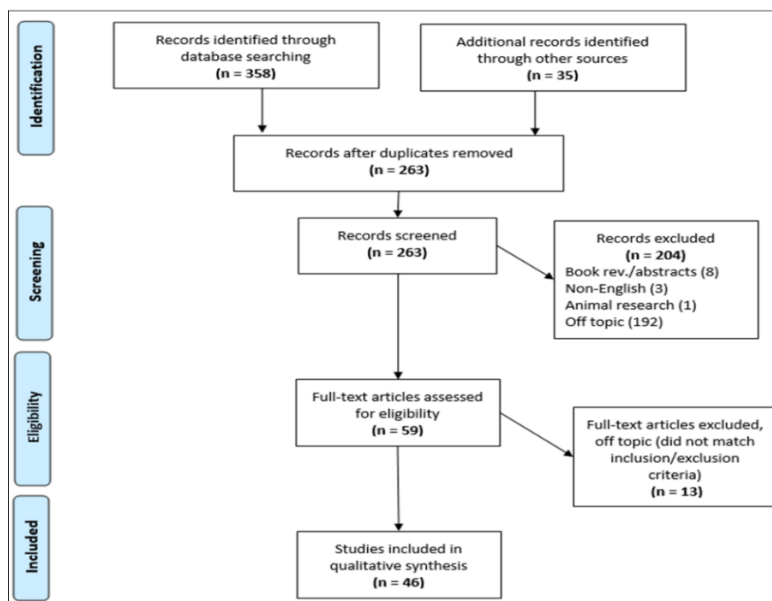 Identification
Records identified through
database searching
(n = 358)
Additional records identified
through other sources
(n = 35)
Records after duplicates removed
(n = 263)
Screening
Records screened
(n = 263)
Records excluded
(n = 204)
Book rev./abstracts (8)
Non-English (3)
Animal research (1)
Off topic (192)
Eligibility
Full-text articles assessed
for eligibility
(n = 59)
Full-text articles excluded,
off topic (did not match
inclusion/exclusion
criteria)
(n = 13)
Included
Studies included in
qualitative synthesis
(n = 46)